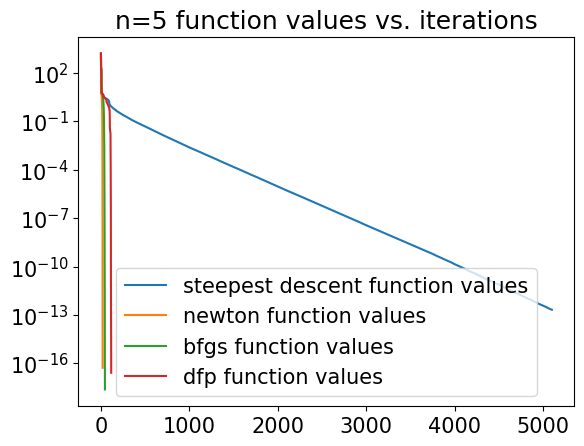 n=5 function values vs. iterations
10^2
10^-1
10^-4
10^-7
10^-10
10^-13
10^-16
steepest descent function values
newton function values
bfgs function values
dfp function values
0 1000 2000 3000 4000 5000